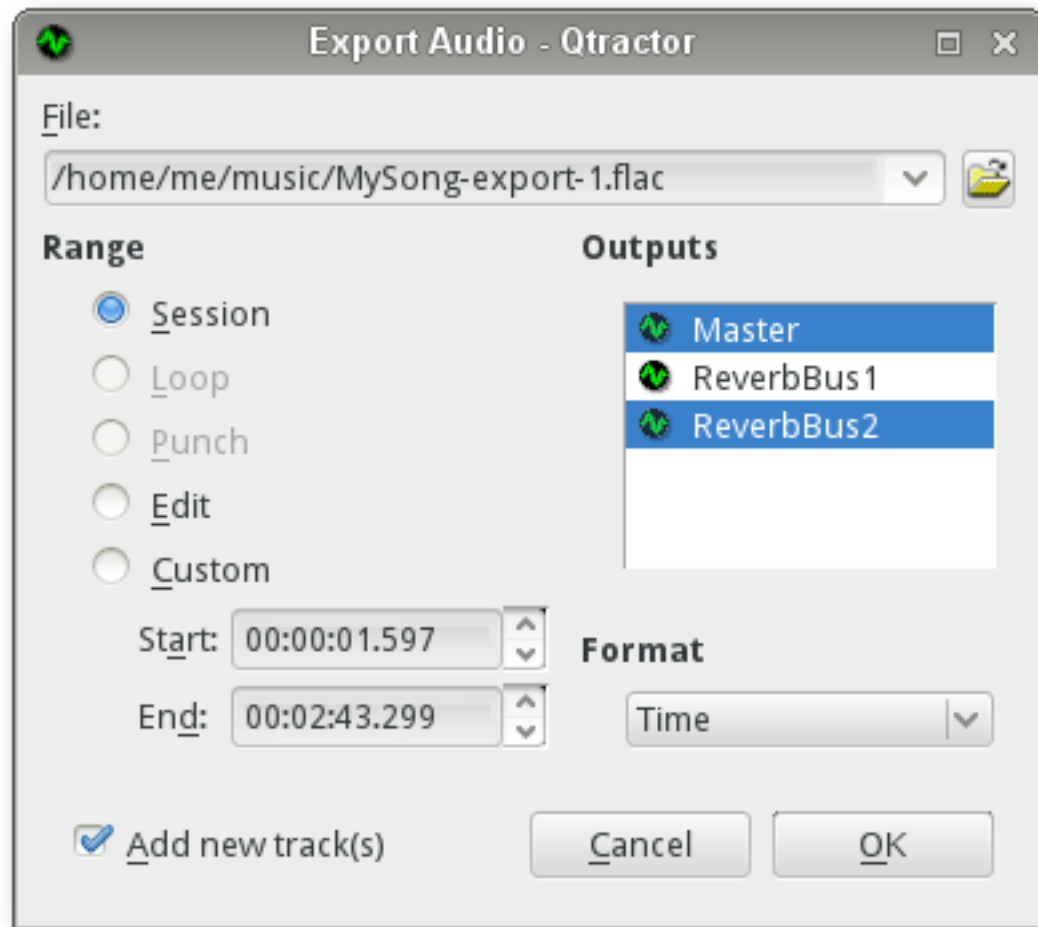 Export Audio - Qtractor
File:
/home/me/music/MySong-export-1.flac
Range
Session
Loop
Punch
Edit
Custom
Start: 00:00:01.597
End: 00:02:43.299
Outputs
Master
ReverbBus1
ReverbBus2
Format
Time
Add new track(s)
Cancel
OK